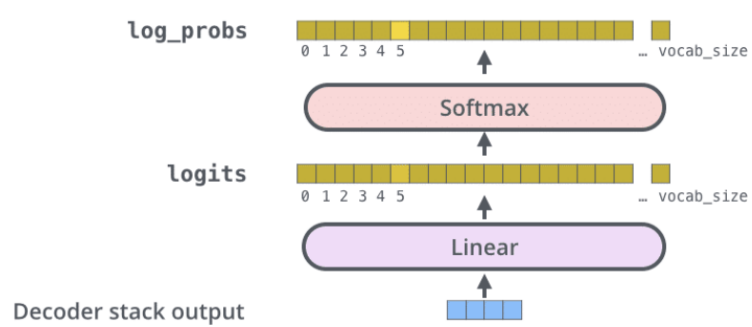 log_probs
0 1 2 3 4 5 … vocab_size
Softmax
logits
0 1 2 3 4 5 … vocab_size
Linear
Decoder stack output